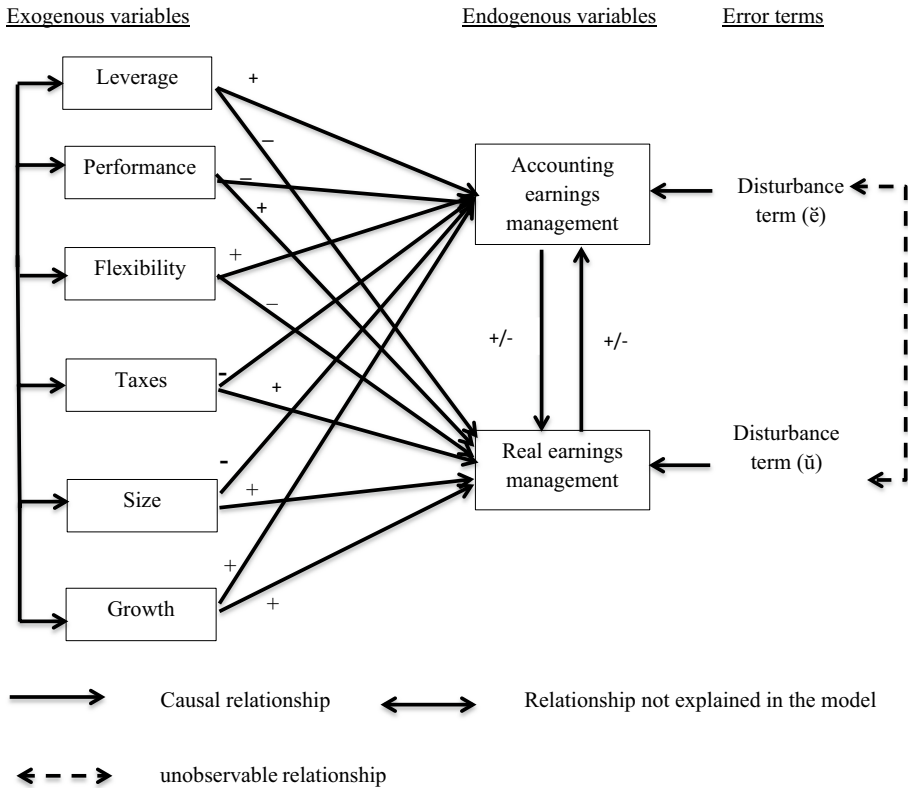 Exogenous variables
Endogenous variables
Error terms
Leverage
+
–
Performance
–
+
Accounting
earnings
management
Disturbance
term (ĕ)
Flexibility
+
–
+/-
+/-
Taxes
-
+
Real earnings
management
Disturbance
term (ŭ)
Size
-
+
Growth
+
+
Causal relationship
Relationship not explained in the model
unobservable relationship